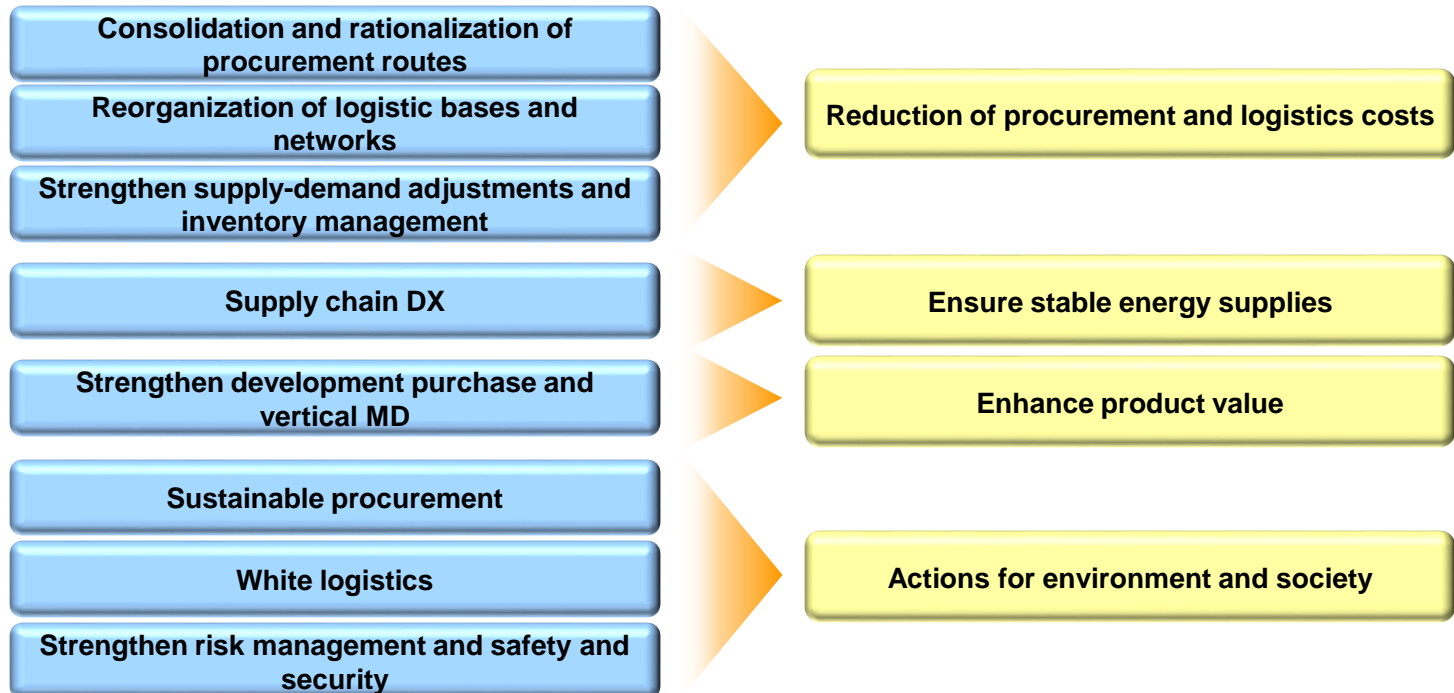 Consolidation and rationalization of
procurement routes
Reorganization of logistic bases and
networks
Strengthen supply-demand adjustments and
inventory management
Reduction of procurement and logistics costs
Supply chain DX
Ensure stable energy supplies
Strengthen development purchase and
vertical MD
Enhance product value
Sustainable procurement
White logistics
Strengthen risk management and safety and
security
Actions for environment and society